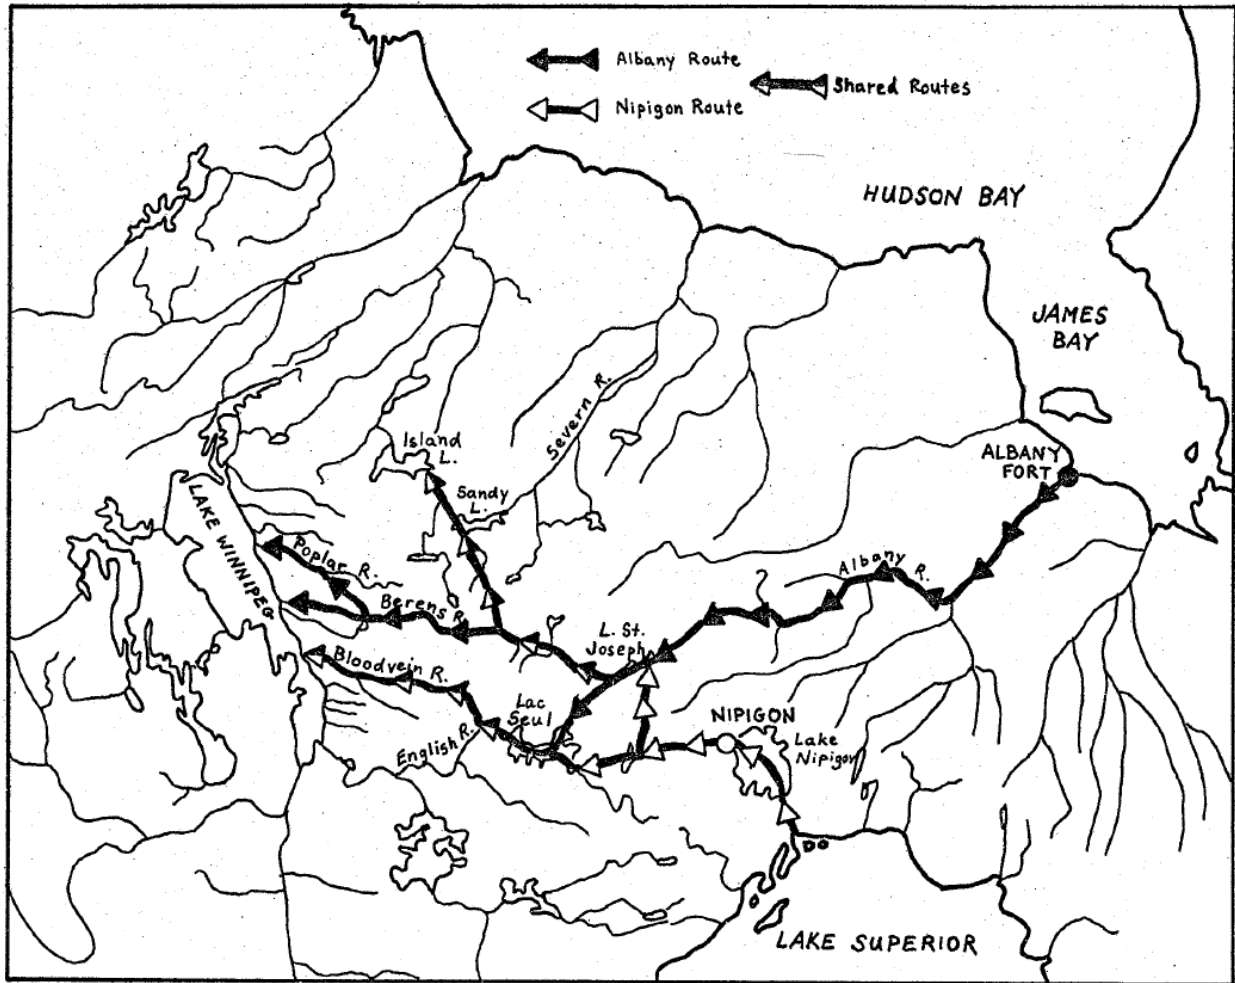 Albany Route
Shared Routes
Nipigon Route
HUDSON BAY
JAMES
BAY
Severn R.
Island
L.
ALBANY
FORT
Sandy
L.
LAKE WINNIPEG
Poplar R.
Albany R.
Berens R.
L. St.
Joseph
Bloodvein R.
Lac
Seul
NIPIGON
English R.
Lake
Nipigon
LAKE SUPERIOR